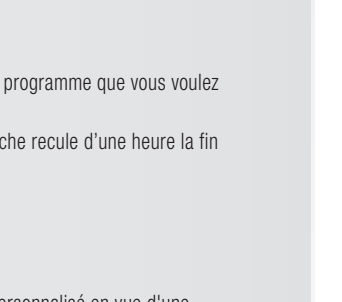 programme que vous voulez
che recule d'une heure la fin
ersonnalisé en vue d'une